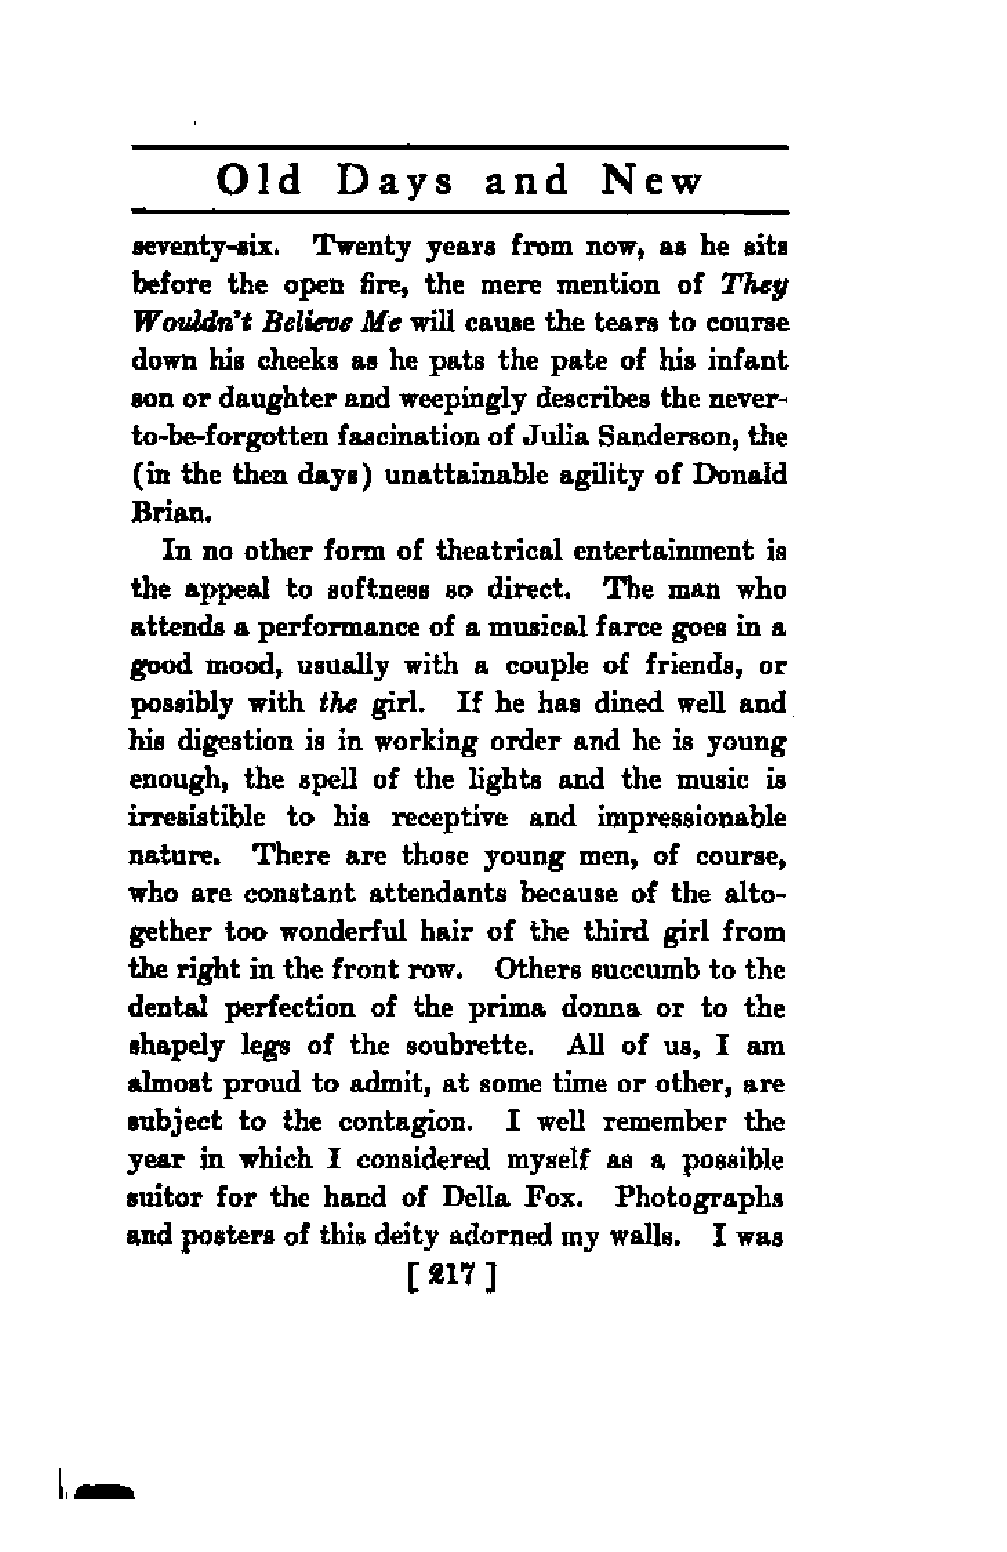 Old Days and New
seventy-six. Twenty years from now, as he sits
before the open fire, the mere mention of They
Wouldn't Believe Me will cause the tears to course
down his cheeks as he pats the pate of his infant
son or daughter and weepingly describes the never-
to-be-forgotten fascination of Julia Sanderson, the
(in the then days) unattainable agility of Donald
Brian.
In no other form of theatrical entertainment is
the appeal to softness so direct. The man who
attends a performance of a musical farce goes in a
good mood, usually with a couple of friends, or
possibly with the girl. If he has dined well and
his digestion is in working order and he is young
enough, the spell of the lights and the music is
irresistible to his receptive and impressionable
nature. There are those young men, of course,
who are constant attendants because of the alto-
gether too wonderful hair of the third girl from
the right in the front row. Others succumb to the
dental perfection of the prima donna or to the
shapely legs of the soubrette. All of us, I am
almost proud to admit, at some time or other, are
subject to the contagion. I well remember the
year in which I considered myself as a possible
suitor for the hand of Della Fox. Photographs
and posters of this deity adorned my walls. I was
[ 217 ]